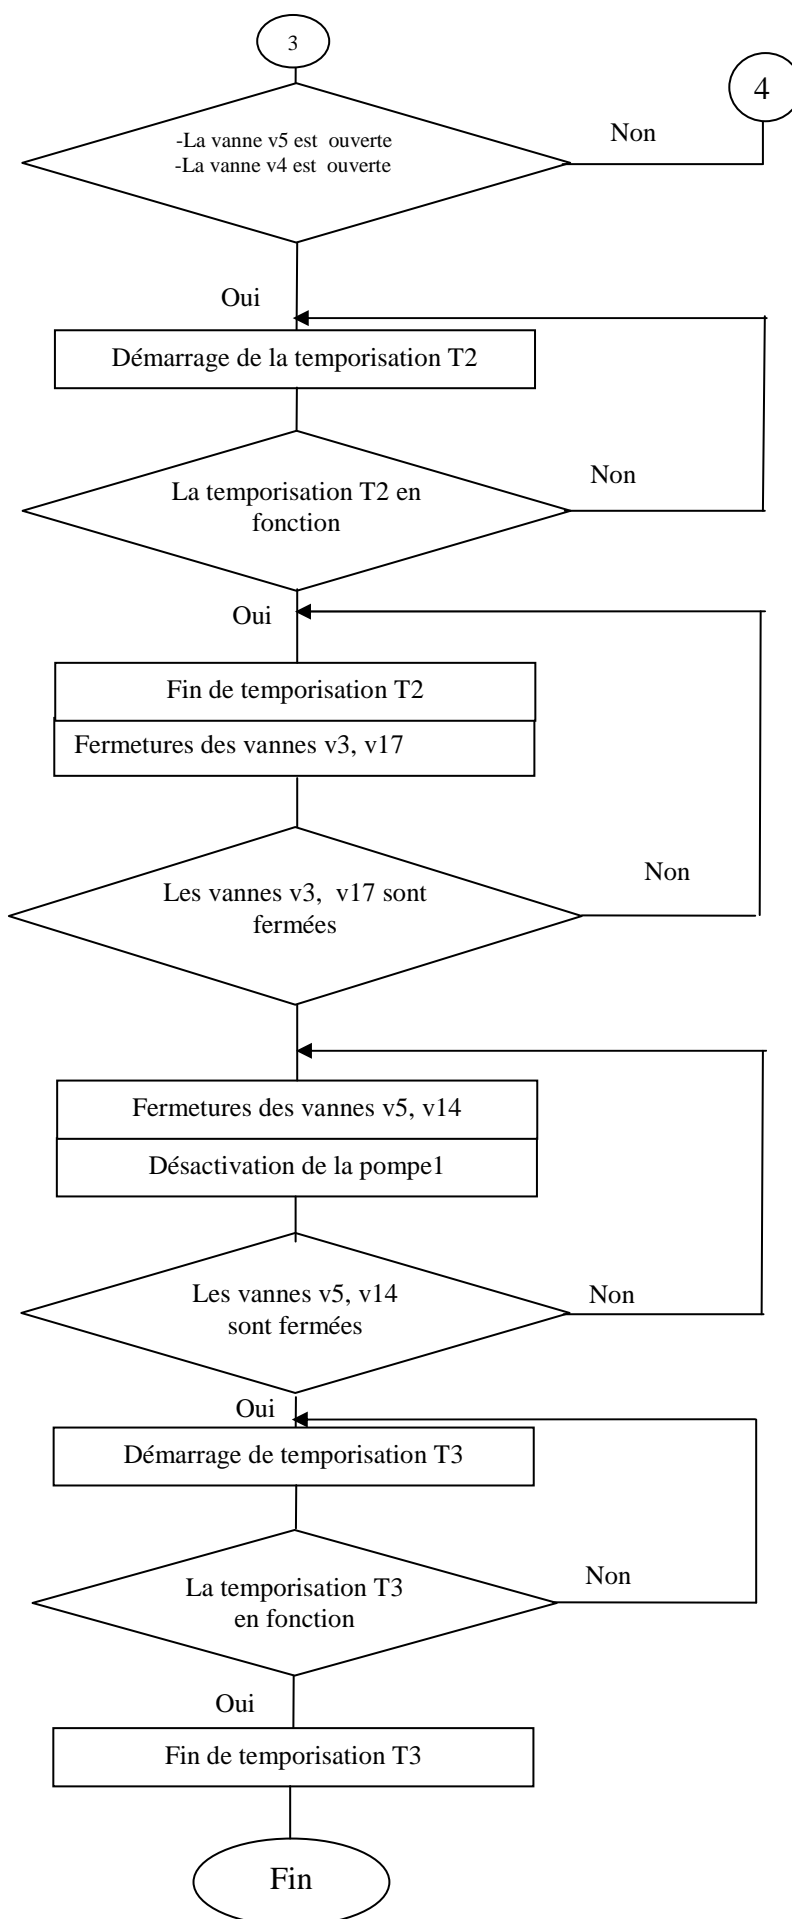 3
4
-La vanne v5 est ouverte
-La vanne v4 est ouverte
Non
Oui
Démarrage de la temporisation T2
La temporisation T2 en
fonction
Non
Oui
Fin de temporisation T2
Fermetures des vannes v3, v17
Les vannes v3, v17 sont
fermées
Non
Fermetures des vannes v5, v14
Désactivation de la pompe1
Les vannes v5, v14
sont fermées
Non
Oui
Démarrage de temporisation T3
La temporisation T3
en fonction
Non
Oui
Fin de temporisation T3
Fin